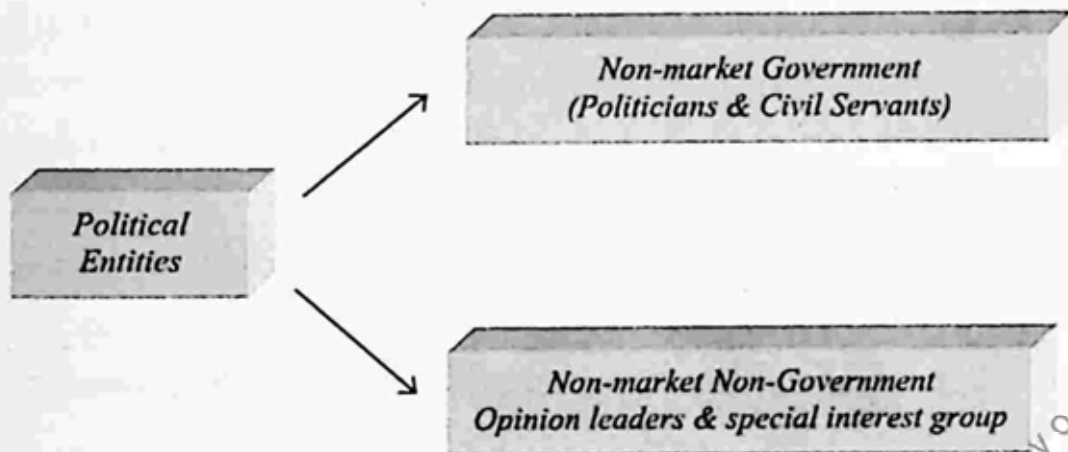 Non-market Government
(Politicians & Civil Servants)
Political
Entities
Non-market Non-Government
Opinion leaders & special interest group